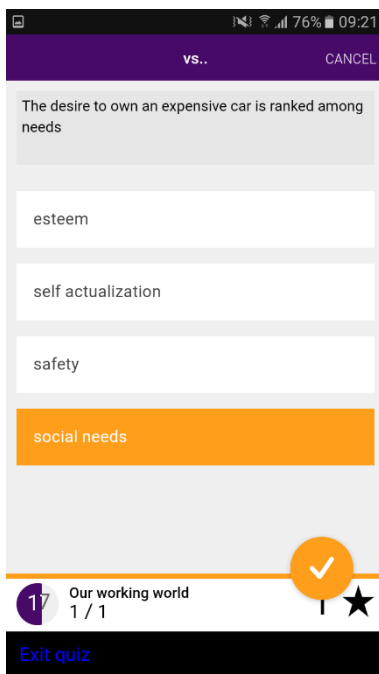 76% 09:21
vs..
CANCEL
The desire to own an expensive car is ranked among
needs
esteem
self actualization
safety
social needs
17
Our working world
1 / 1
Exit quiz